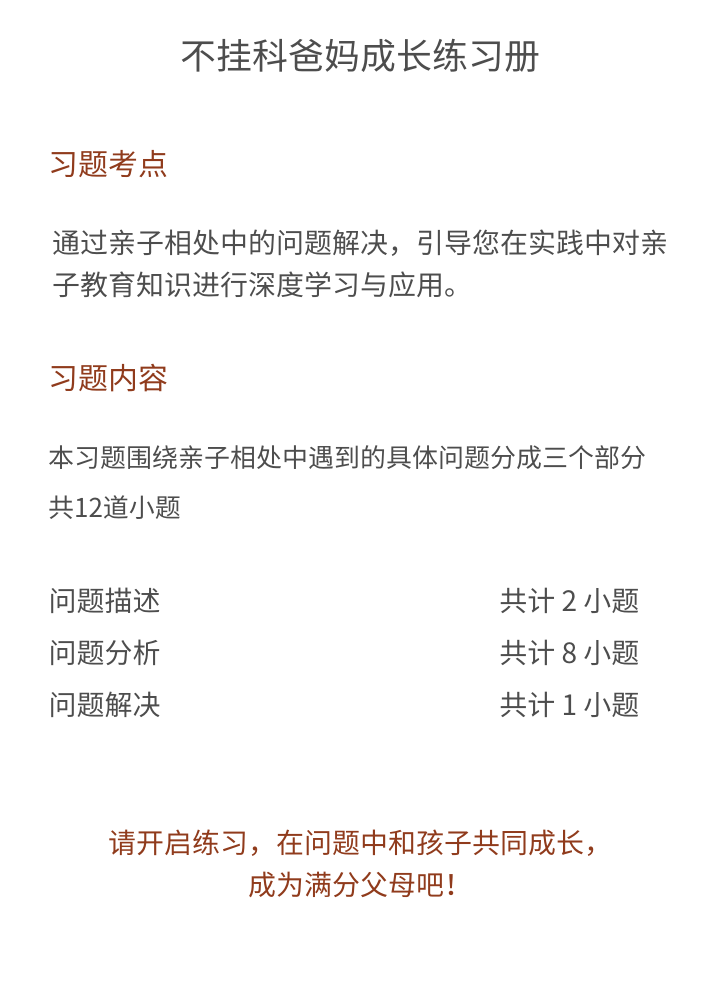 不挂科爸妈成长练习册
习题考点
通过亲子相处中的问题解决，引导您在实践中对亲
子教育知识进行深度学习与应用。
习题内容
本习题围绕亲子相处中遇到的具体问题分成三个部分
共12道小题
问题描述 共计 2 小题
问题分析 共计 8 小题
问题解决 共计 1 小题
请开启练习，在问题中和孩子共同成长，
成为满分父母吧！